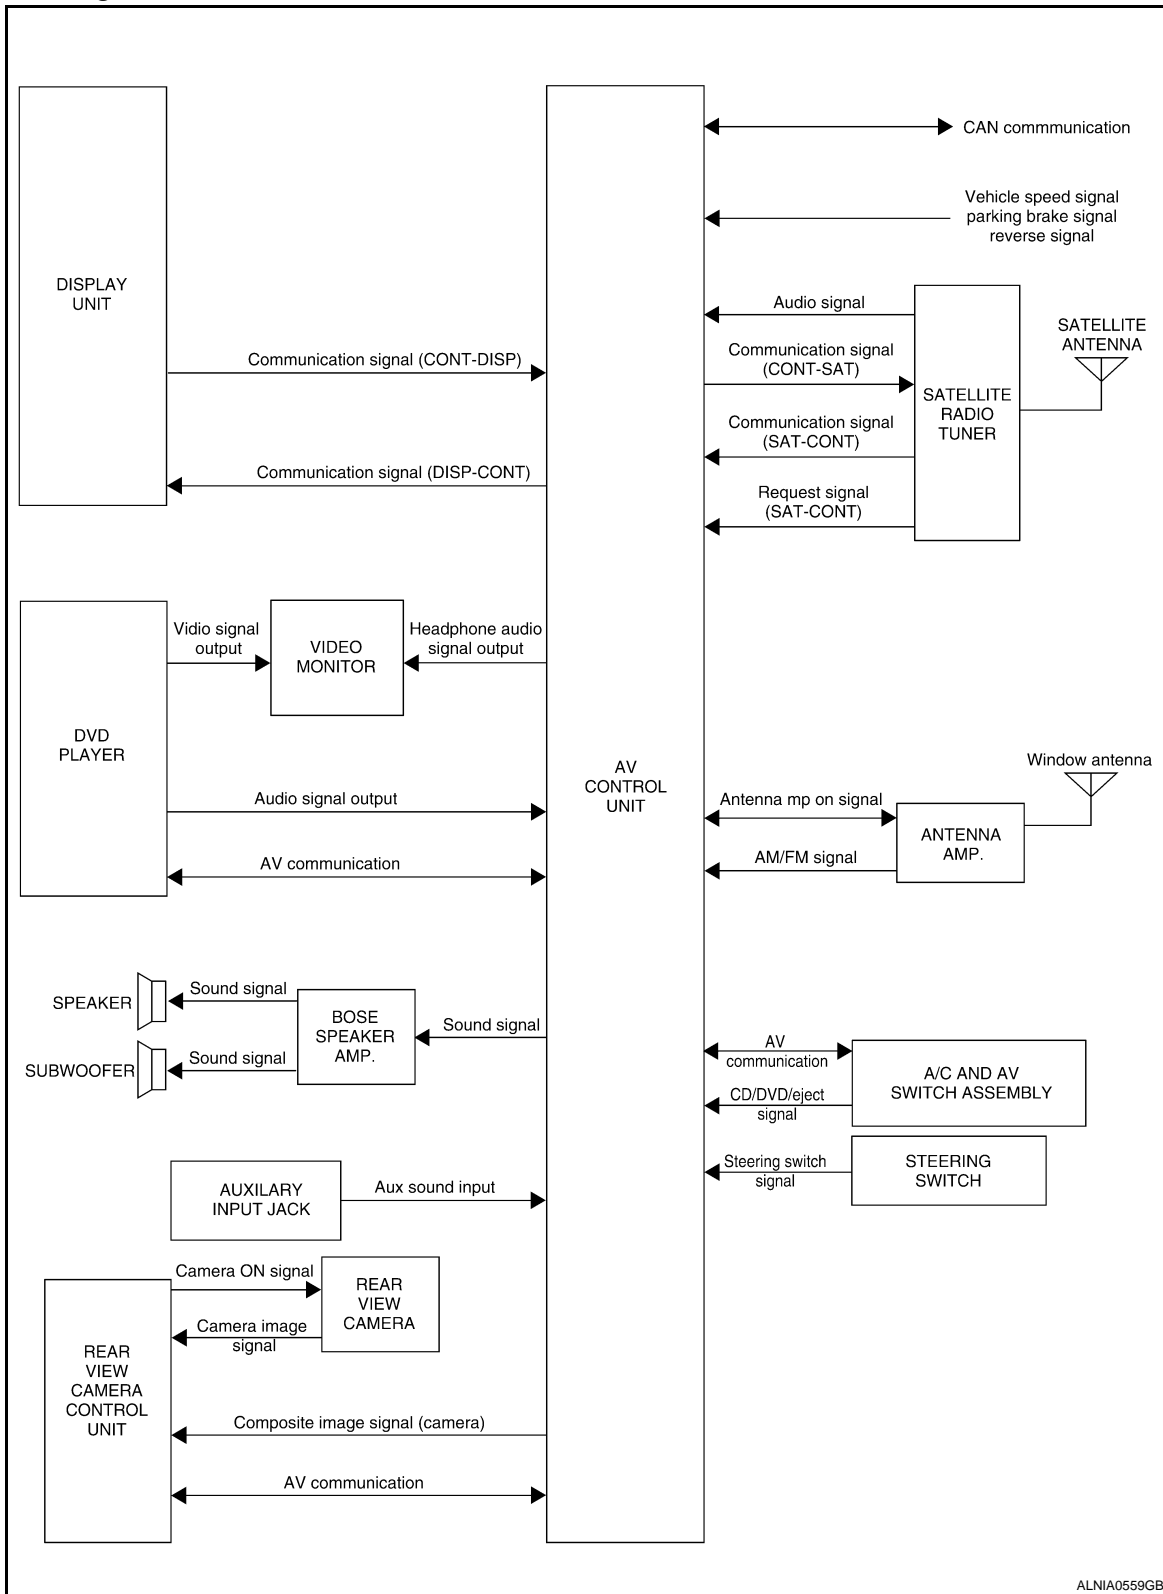 CAN commmunication
Vehicle speed signal
parking brake signal
reverse signal
DISPLAY
UNIT
Communication signal (CONT-DISP)
Communication signal (DISP-CONT)
Audio signal
Communication signal
(CONT-SAT)
Communication signal
(SAT-CONT)
Request signal
(SAT-CONT)
SATELLITE
RADIO
TUNER
SATELLITE
ANTENNA
DVD
PLAYER
Vidio signal
output
VIDEO
MONITOR
Headphone audio
signal output
Audio signal output
AV communication
AV
CONTROL
UNIT
Window antenna
Antenna mp on signal
AM/FM signal
ANTENNA
AMP.
SPEAKER
Sound signal
SUBWOOFER
Sound signal
BOSE
SPEAKER
AMP.
Sound signal
AV
communication
CD/DVD/eject
signal
A/C AND AV
SWITCH ASSEMBLY
Steering switch
signal
STEERING
SWITCH
AUXILARY
INPUT JACK
Aux sound input
Camera ON signal
Camera image
signal
REAR
VIEW
CAMERA
REAR
VIEW
CAMERA
CONTROL
UNIT
Composite image signal (camera)
AV communication
ALNIA0559GB